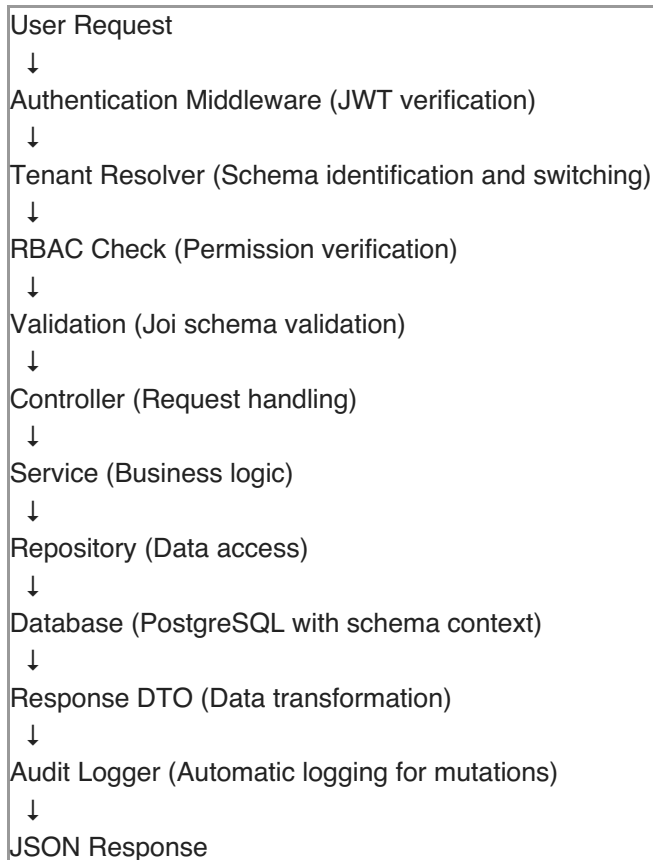 User Request
↓
Authentication Middleware (JWT verification)
↓
Tenant Resolver (Schema identification and switching)
↓
RBAC Check (Permission verification)
↓
Validation (Joi schema validation)
↓
Controller (Request handling)
↓
Service (Business logic)
↓
Repository (Data access)
↓
Database (PostgreSQL with schema context)
↓
Response DTO (Data transformation)
↓
Audit Logger (Automatic logging for mutations)
↓
JSON Response